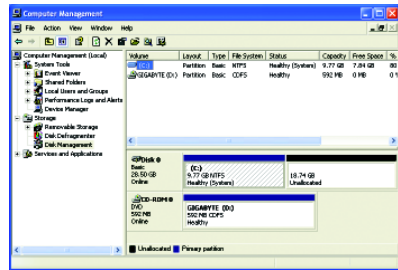 Computer Management
File Action View Window Help
Computer Management (Local)
System Tools
Event Viewer
Shared Folders
Local Users and Groups
Performance Logs and Alerts
Device Manager
Storage
Removable Storage
Disk Defragmenter
Disk Management
Services and Applications
Volume Layout Type File System Status Capacity Free Space %
(C:) Partition Basic NTFS Healthy (System) 9.77 GB 7.84 GB 80
GIGABYTE (D:) Partition Basic CDFS Healthy 592 MB 0 MB 0 %
Disk 0
Basic
28.50 GB
Online
(C:)
9.77 GB NTFS
Healthy (System)
18.74 GB
Unallocated
CD-ROM 0
DVD
592 MB
Online
GIGABYTE (D:)
592 MB CDFS
Healthy
Unallocated Primary partition